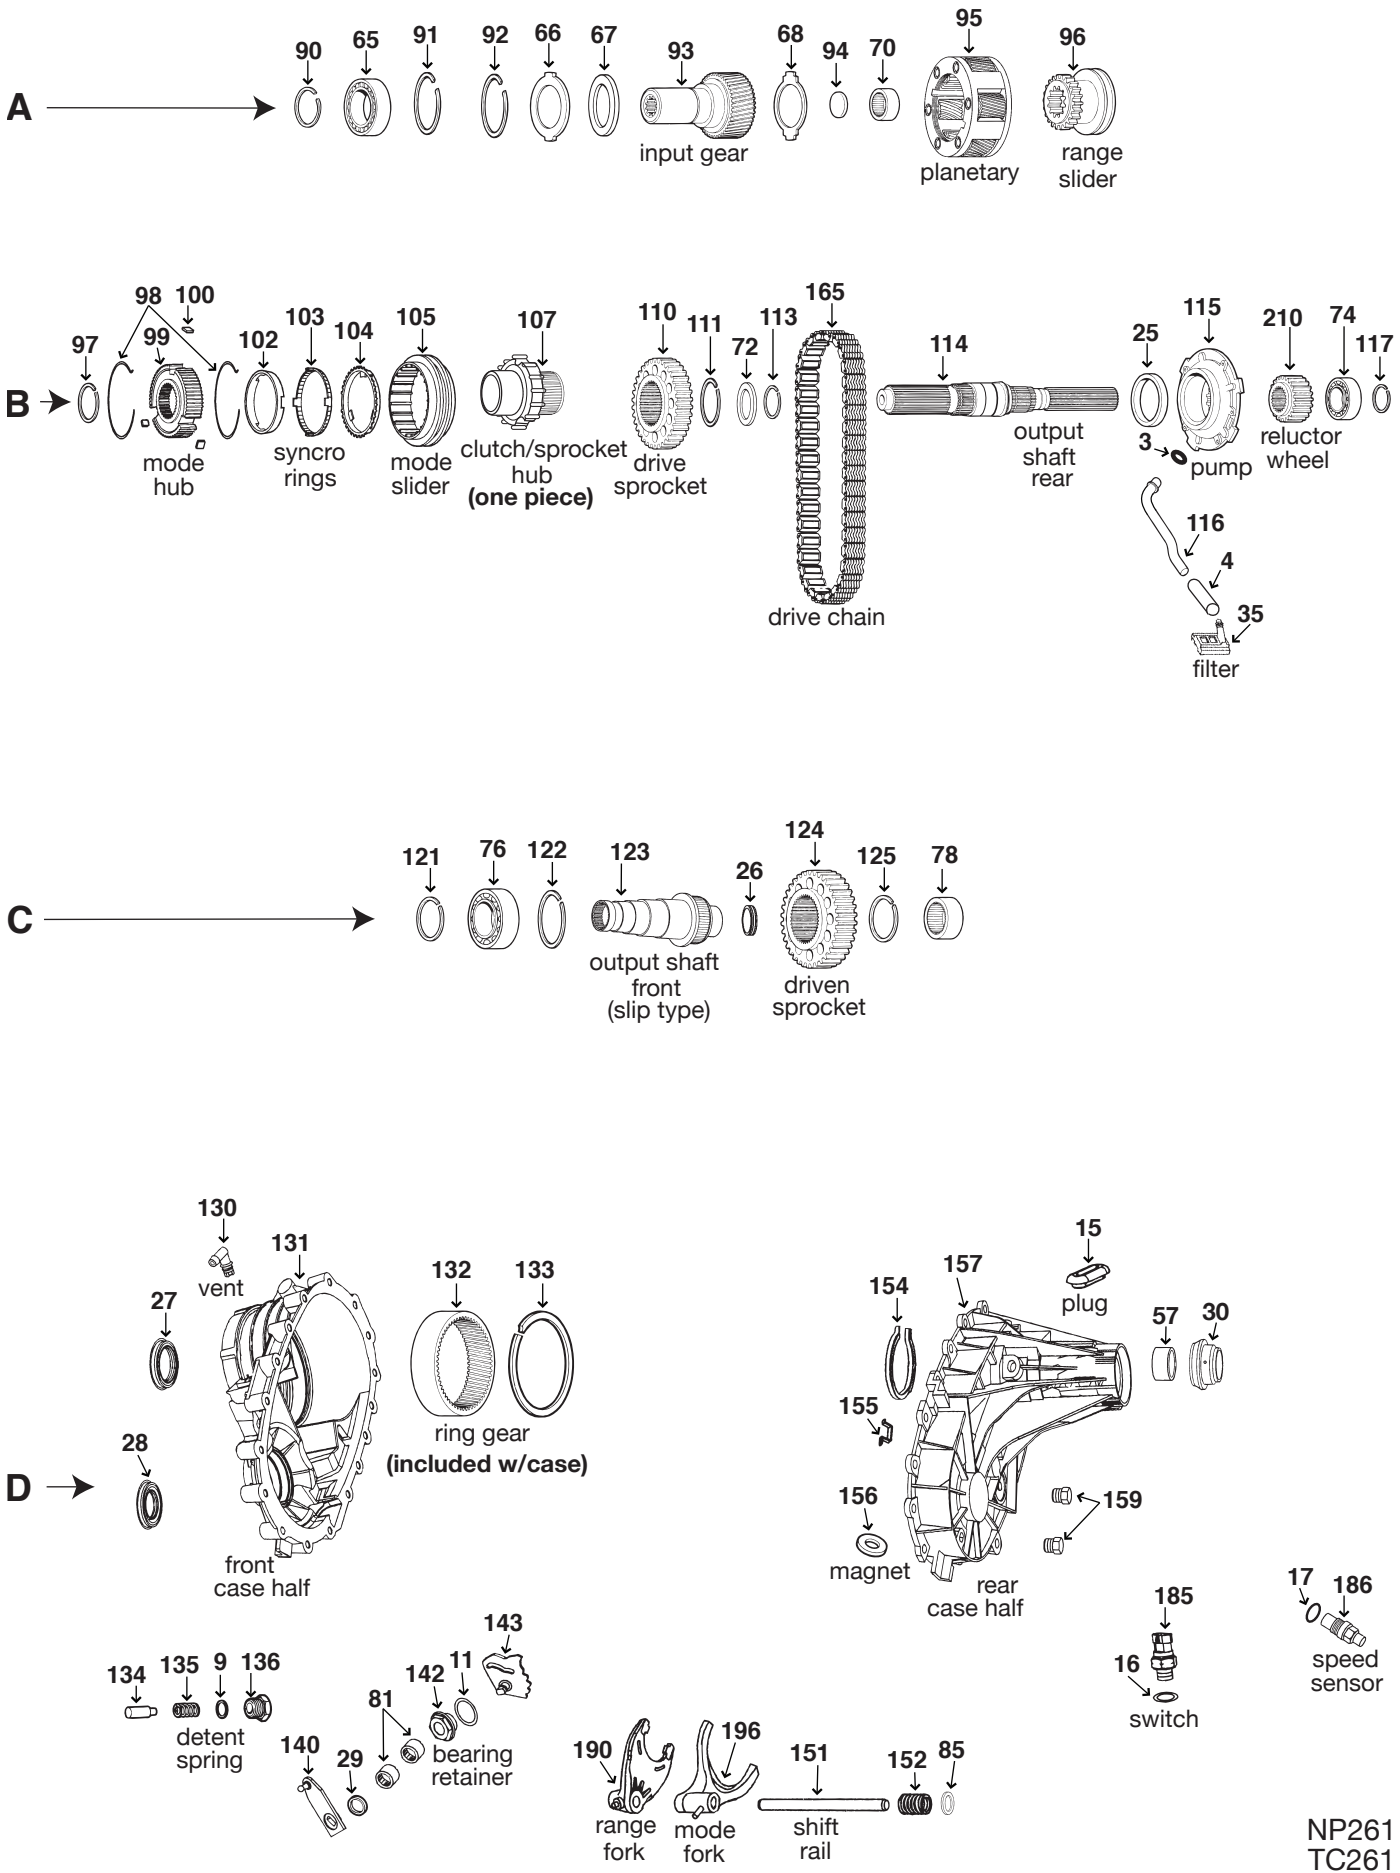 90 65 91 92 66 67 93 68 94 70 95 96
A
input gear
planetary
range
slider
98 100
97 99 102 103 104 105 107 110 111 72 113 165 114 25 115 210 74 117
B
mode
hub
syncro
rings
mode
slider
clutch/sprocket
hub
(one piece)
drive
sprocket
drive chain
output
shaft
rear
3
pump
reluctor
wheel
116
4
35
filter
121 76 122 123 26 124 125 78
C
output shaft
front
(slip type)
driven
sprocket
130
vent
131
27
28
132 133
ring gear
(included w/case)
D
front
case half
154 157
15
plug
57 30
155
156
magnet
159
rear
case half
185
16
switch
17 186
speed
sensor
134 135 9 136
detent
spring
140 29 81 142 11 143
bearing
retainer
190 196 151 152 85
range
fork
mode
fork
shift
rail
NP261
TC261